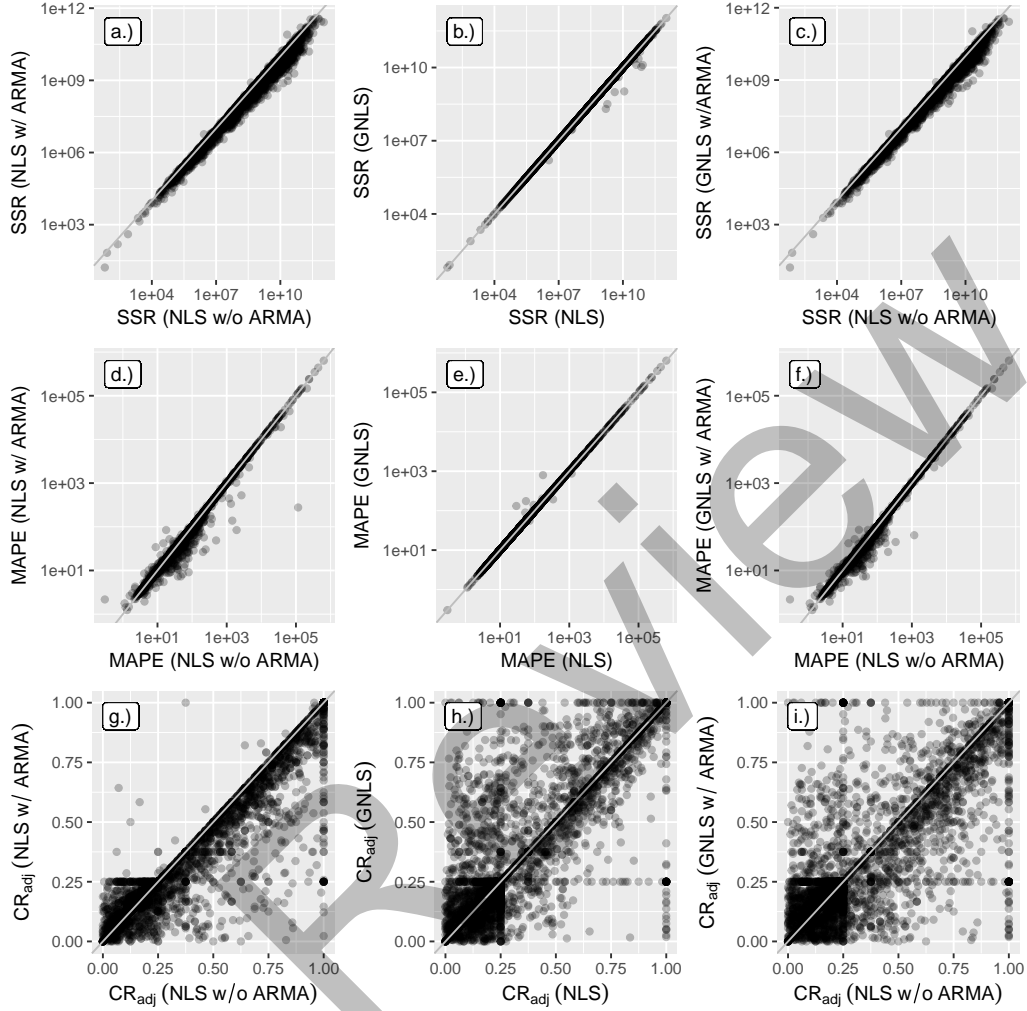 a.)
SSR (NLS w/ ARMA)
1e+12
1e+09
1e+06
1e+03
1e+04
1e+07
1e+10
SSR (NLS w/o ARMA)
b.)
SSR (GNLS)
1e+10
1e+07
1e+04
1e+04
1e+07
1e+10
SSR (NLS)
c.)
SSR (GNLS w/ARMA)
1e+12
1e+09
1e+06
1e+03
1e+04
1e+07
1e+10
SSR (NLS w/o ARMA)
d.)
MAPE (NLS w/ ARMA)
1e+05
1e+03
1e+01
1e+01
1e+03
1e+05
MAPE (NLS w/o ARMA)
e.)
MAPE (GNLS)
1e+05
1e+03
1e+01
1e+01
1e+03
1e+05
MAPE (NLS)
f.)
MAPE (GNLS w/ ARMA)
1e+05
1e+03
1e+01
1e+01
1e+03
1e+05
MAPE (NLS w/o ARMA)
g.)
CRadj (NLS w/ ARMA)
1.00
0.75
0.50
0.25
0.00
0.00
0.25
0.50
0.75
1.00
CRadj (NLS w/o ARMA)
h.)
CRadj (GNLS)
1.00
0.75
0.50
0.25
0.00
0.00
0.25
0.50
0.75
1.00
CRadj (NLS)
i.)
CRadj (GNLS w/ ARMA)
1.00
0.75
0.50
0.25
0.00
0.00
0.25
0.50
0.75
1.00
CRadj (NLS w/o ARMA)
Review